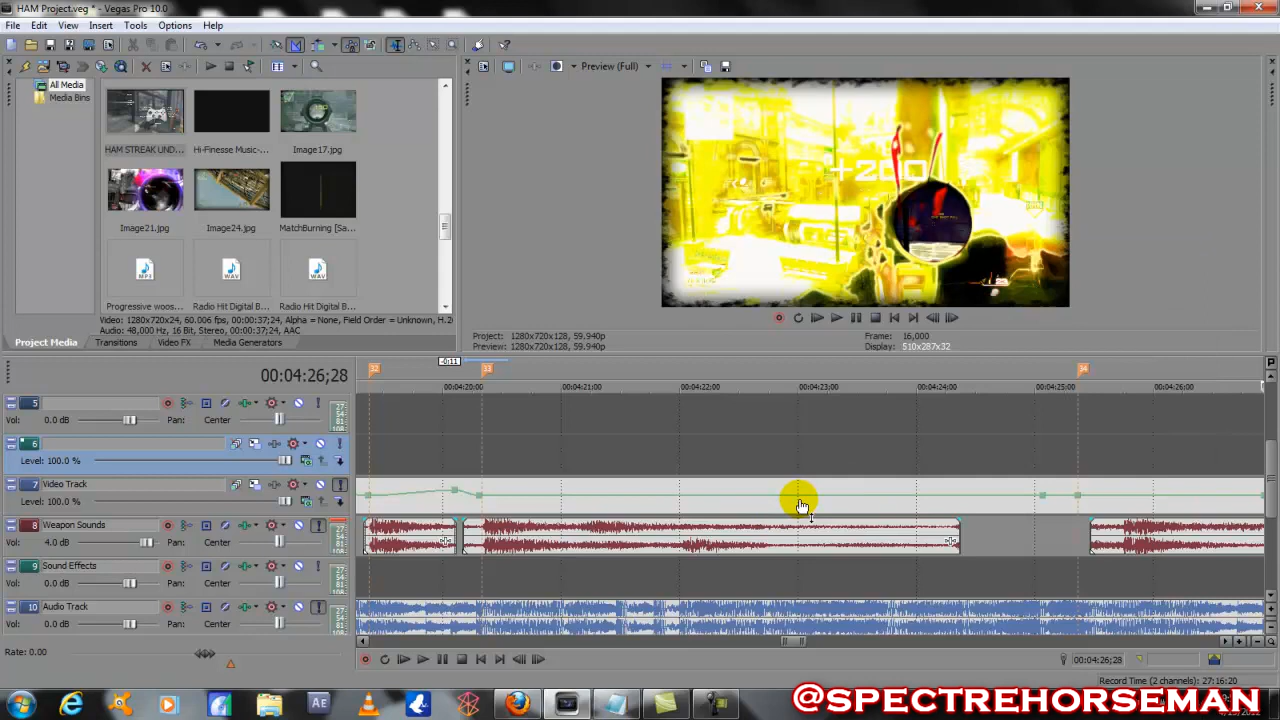 HAM Project.veg * - Vegas Pro 10.0
File Edit View Insert Tools Options Help
All Media
Media Bins
Preview (Full)
HAM STREAK UND...
Hi-Finesse Music-...
Image17.jpg
Image21.jpg
Image24.jpg
MatchBurning [Sa...
Progressive woos...
Radio Hit Digital B...
Radio Hit Digital B...
Video: 1280x720x24, 60.006 fps, 00:00:37;24, Alpha = None, Field Order = Unknown, H.2
Audio: 48,000 Hz, 16 Bit, Stereo, 00:00:37;24, AAC
Project Media Transitions Video FX Media Generators
+200
Project: 1280x720x128, 59.940p
Preview: 1280x720x128, 59.940p
Frame: 16,000
Display: 510x287x32
00:04:26;28
-0;11
32 33 34
00:04:20;00 00:04:21;00 00:04:22;00 00:04:23;00 00:04:24;00 00:04:25;00 00:04:26;00
5
Vol: 0.0 dB Pan: Center
6
Level: 100.0 %
7 Video Track
Level: 100.0 %
8 Weapon Sounds
Vol: 4.0 dB Pan: Center
9 Sound Effects
Vol: 0.0 dB Pan: Center
10 Audio Track
Vol: 0.0 dB Pan: Center
Rate: 0.00
00:04:26;28
Record Time (2 channels): 27:16:20
AE
@SPECTREHORSEMAN